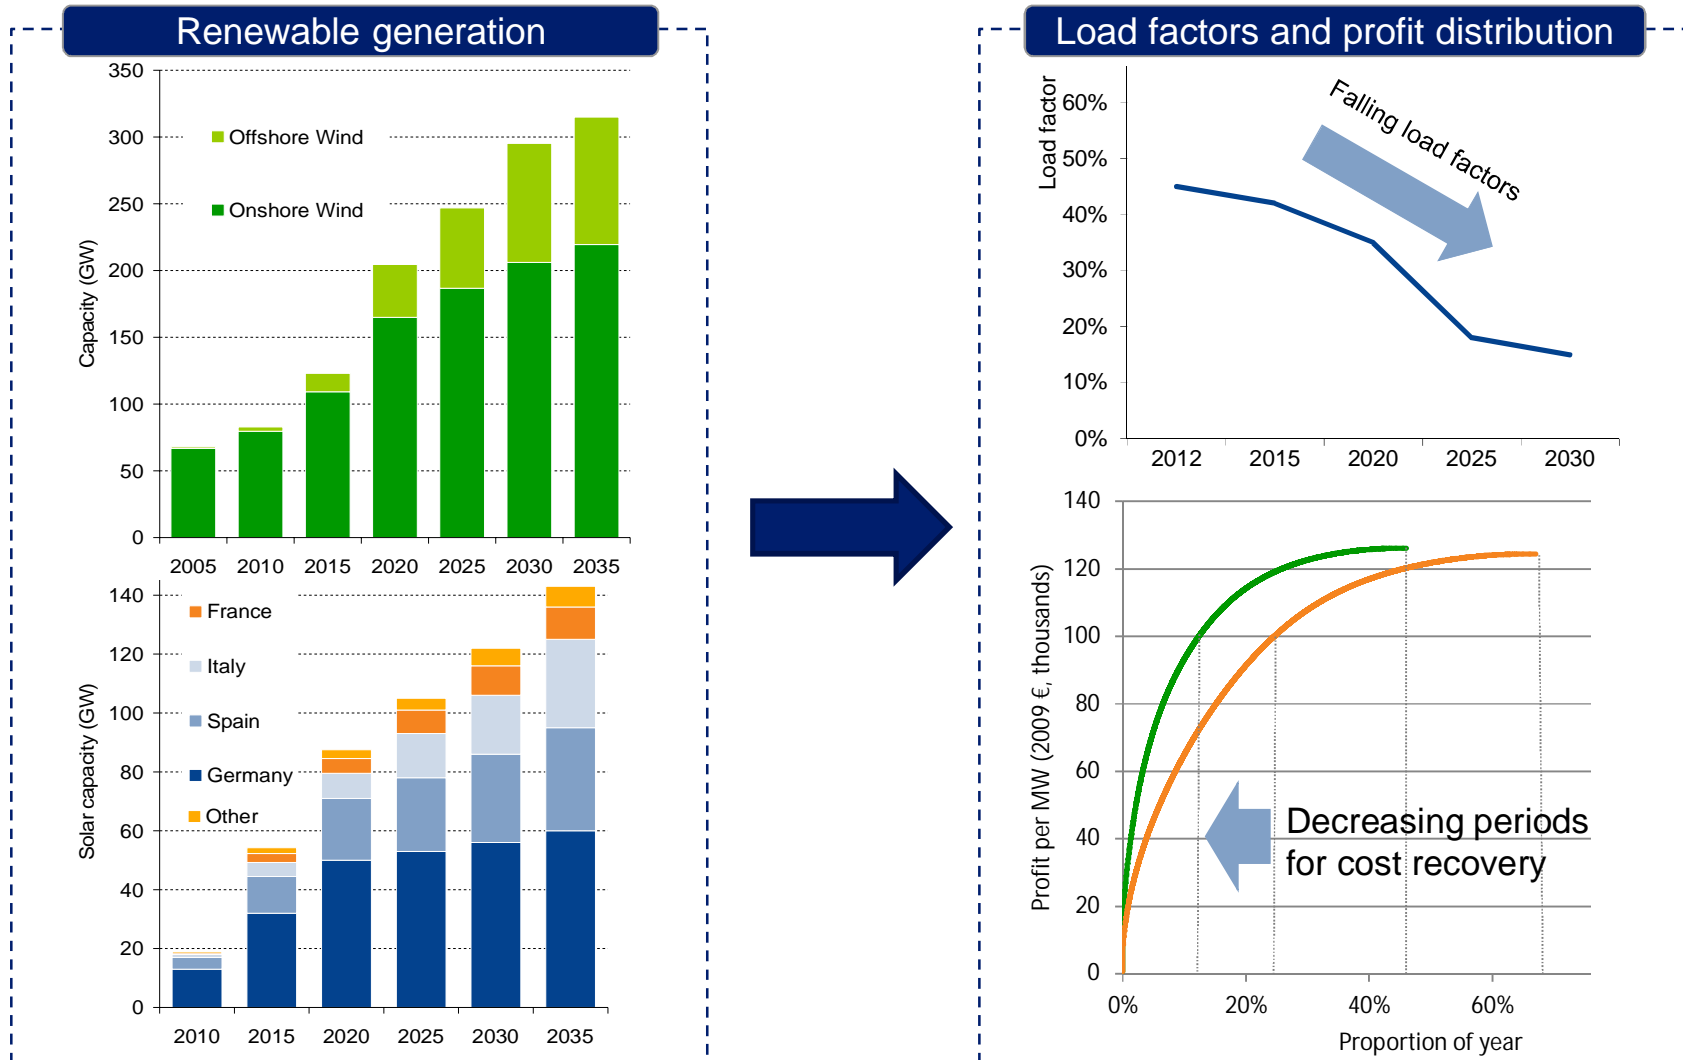 Renewable generation
350
300
250
200
150
100
50
0
Capacity (GW)
Offshore Wind
Onshore Wind
2005 2010 2015 2020 2025 2030 2035
140
120
100
80
60
40
20
0
Solar capacity (GW)
France
Italy
Spain
Germany
Other
2010 2015 2020 2025 2030 2035
Load factors and profit distribution
Load factor
60%
50%
40%
30%
20%
10%
0%
Falling load factors
2012 2015 2020 2025 2030
140
120
100
80
60
40
20
0
Profit per MW (2009 €, thousands)
Decreasing periods
for cost recovery
0% 20% 40% 60%
Proportion of year